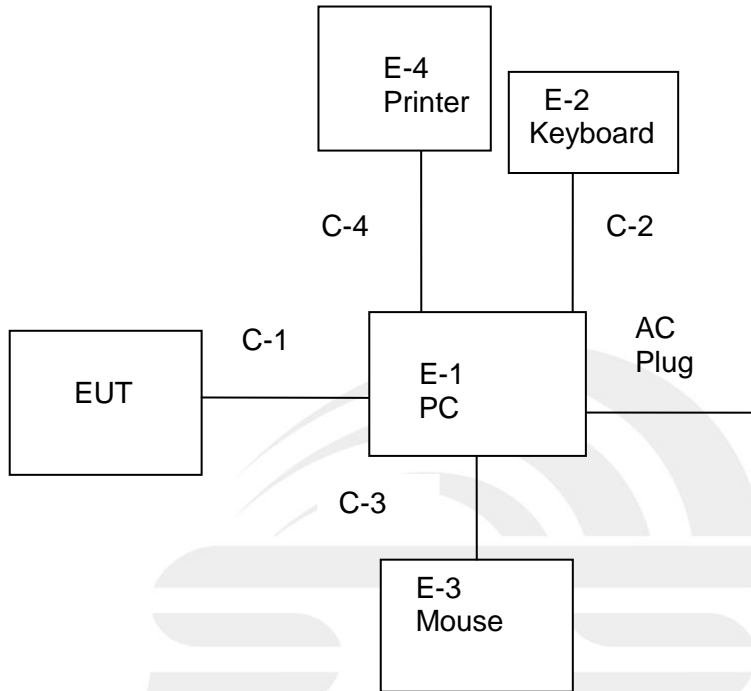 E-4
Printer
E-2
Keyboard
C-4
C-2
C-1
AC
Plug
EUT
E-1
PC
C-3
E-3
Mouse